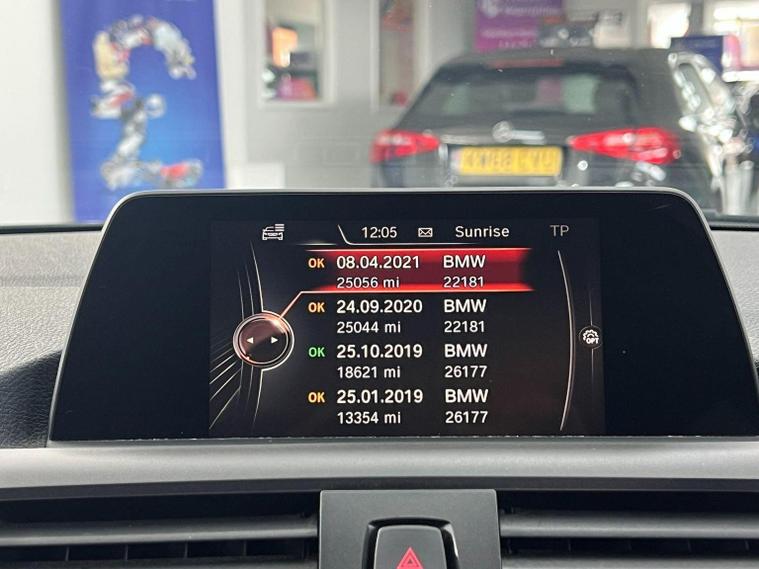 12:05 Sunrise TP
OK 08.04.2021 BMW
25056 mi 22181
OK 24.09.2020 BMW
25044 mi 22181
OPT
OK 25.10.2019 BMW
18621 mi 26177
OK 25.01.2019 BMW
13354 mi 26177